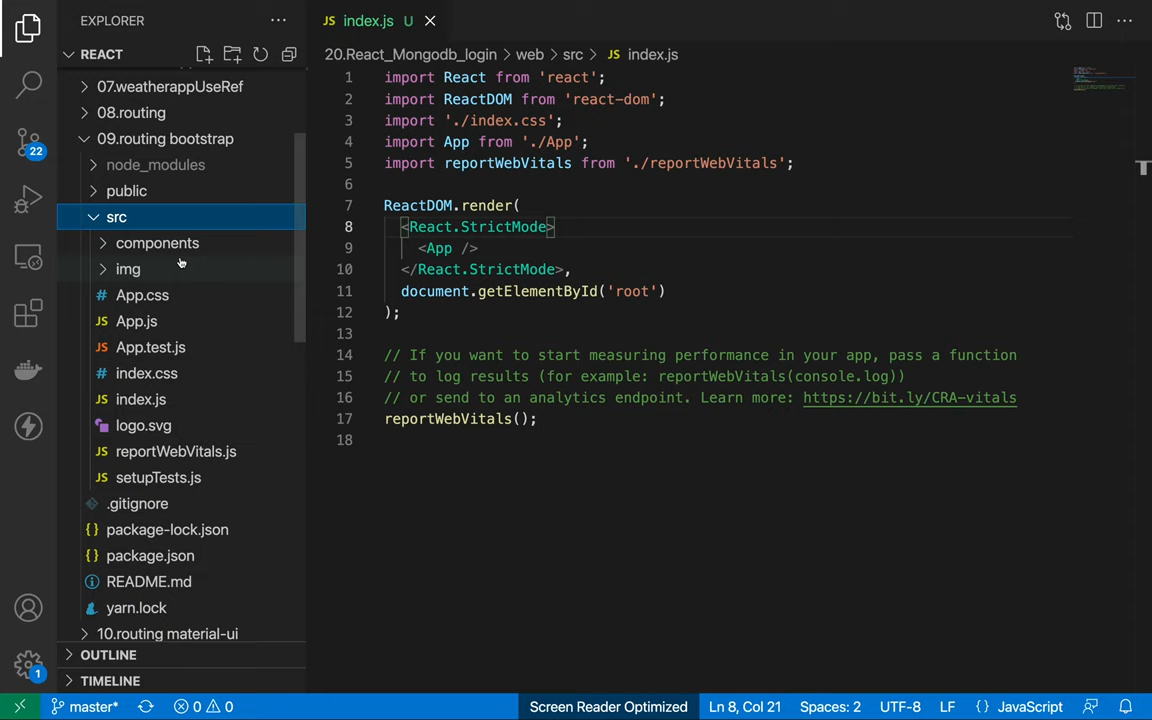 EXPLORER
REACT
07.weatherappUseRef
08.routing
09.routing bootstrap
node_modules
public
src
components
img
# App.css
JS App.js
JS App.test.js
# index.css
JS index.js
logo.svg
JS reportWebVitals.js
JS setupTests.js
.gitignore
{} package-lock.json
{} package.json
README.md
yarn.lock
10.routing material-ui
OUTLINE
TIMELINE
22
1
JS index.js U
20.React_Mongodb_login > web > src > JS index.js
1 import React from 'react';
2 import ReactDOM from 'react-dom';
3 import './index.css';
4 import App from './App';
5 import reportWebVitals from './reportWebVitals';
6
7 ReactDOM.render(
8 <React.StrictMode>
9 <App />
10 </React.StrictMode>,
11 document.getElementById('root')
12 );
13
14 // If you want to start measuring performance in your app, pass a function
15 // to log results (for example: reportWebVitals(console.log))
16 // or send to an analytics endpoint. Learn more: https://bit.ly/CRA-vitals
17 reportWebVitals();
18
master* 0 0 Screen Reader Optimized Ln 8, Col 21 Spaces: 2 UTF-8 LF {} JavaScript